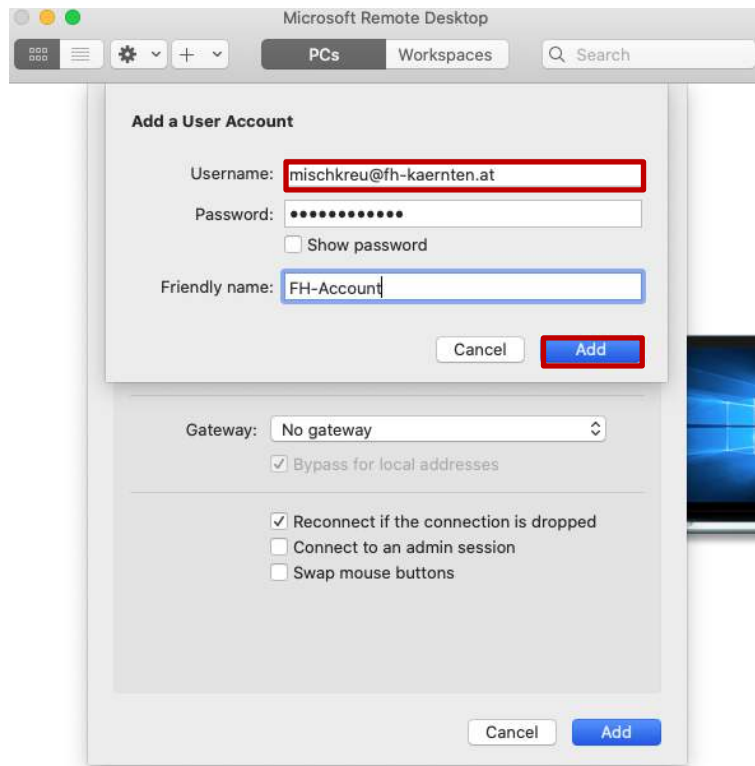 Microsoft Remote Desktop
PCs Workspaces Search
Add a User Account
Username: mischkreu@fh-kaernten.at
Password: ●●●●●●●●●●●●
Show password
Friendly name: FH-Account
Cancel Add
Gateway: No gateway
Bypass for local addresses
Reconnect if the connection is dropped
Connect to an admin session
Swap mouse buttons
Cancel Add